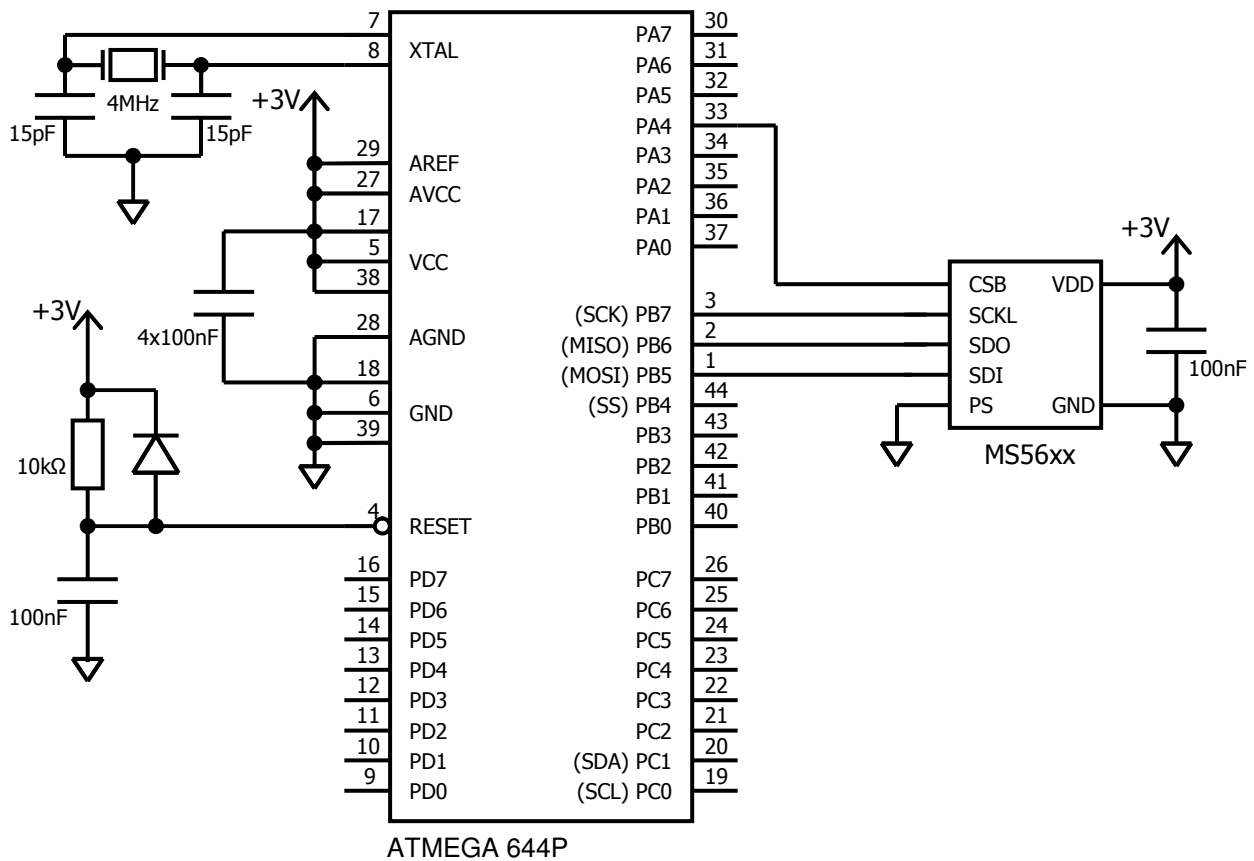 7
8
XTAL
4MHz
15pF
15pF
+3V
29
AREF
27
AVCC
17
5
VCC
38
4x100nF
28
AGND
18
6
GND
39
+3V
10kΩ
4
RESET
100nF
16
PD7
15
PD6
14
PD5
13
PD4
12
PD3
11
PD2
10
PD1
9
PD0
PA7
30
PA6
31
PA5
32
PA4
33
PA3
34
PA2
35
PA1
36
PA0
37
(SCK) PB7
3
(MISO) PB6
2
(MOSI) PB5
1
(SS) PB4
44
PB3
43
PB2
42
PB1
41
PB0
40
PC7
26
PC6
25
PC5
24
PC4
23
PC3
22
PC2
21
(SDA) PC1
20
(SCL) PC0
19
ATMEGA 644P
+3V
CSB
VDD
SCKL
SDO
SDI
PS
GND
100nF
MS56xx